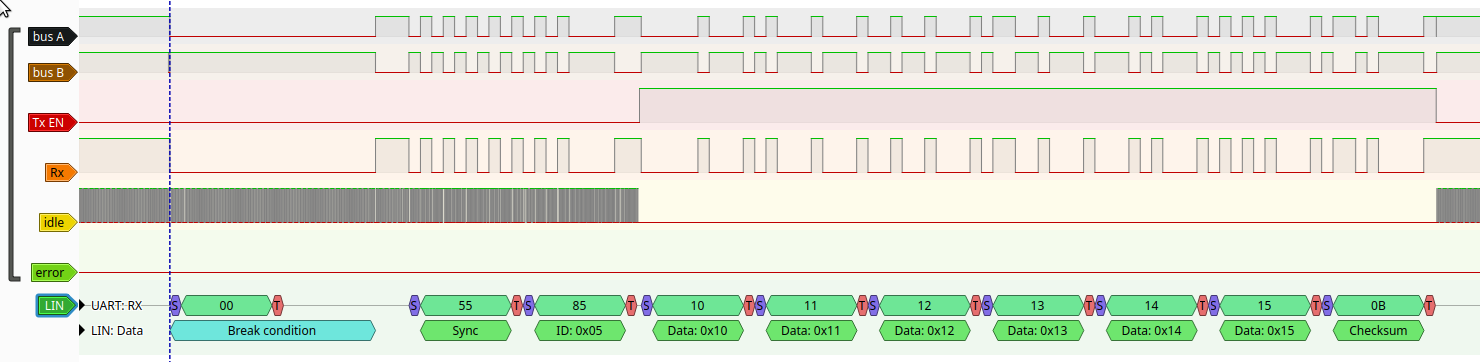 bus A
bus B
Tx EN
Rx
idle
error
LIN UART: RX S 00 T S 55 T S 85 T S 10 T S 11 T S 12 T S 13 T S 14 T S 15 T S 0B T
LIN: Data Break condition Sync ID: 0x05 Data: 0x10 Data: 0x11 Data: 0x12 Data: 0x13 Data: 0x14 Data: 0x15 Checksum